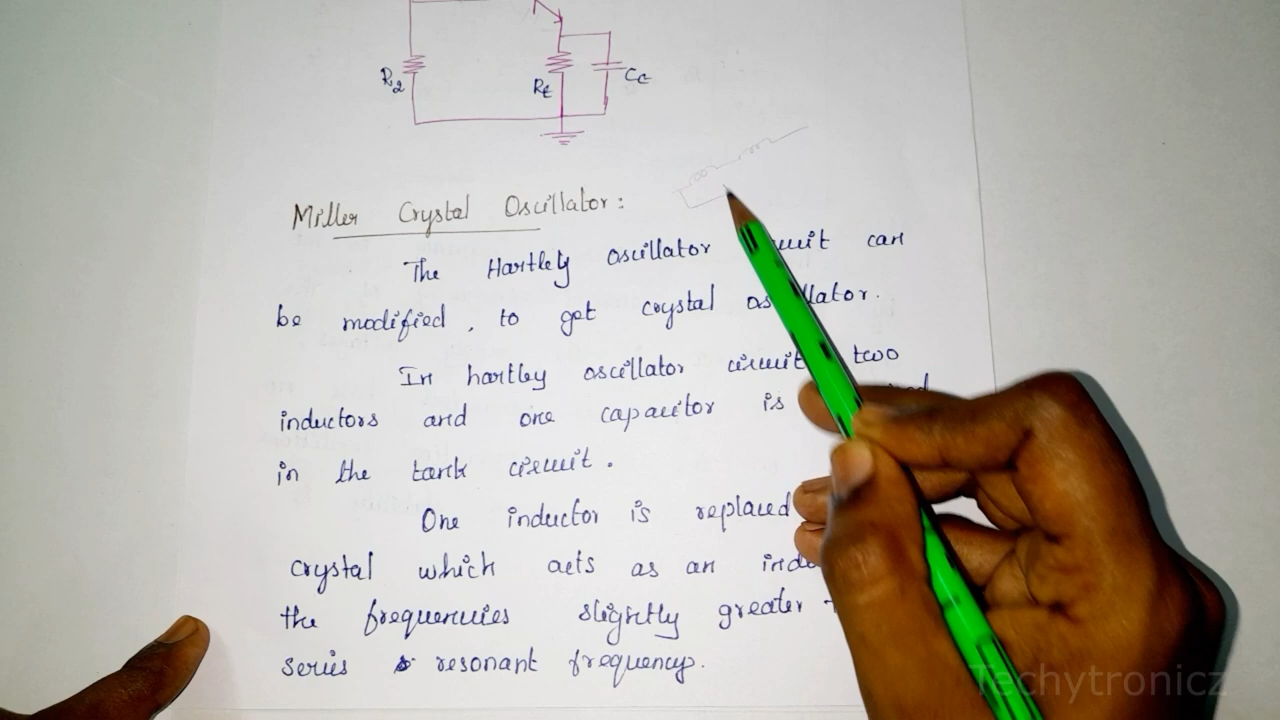 R2
RE
CE
Miller Crystal Oscillator:
The Hartley oscillator can
be modified, to get crystal
In hartley oscillator circuit two
inductors and one capacitor is
in the tank circuit.
One inductor is replaced
crystal which acts as an
the frequencies slightly greater
series resonant frequency.
Techytronicz